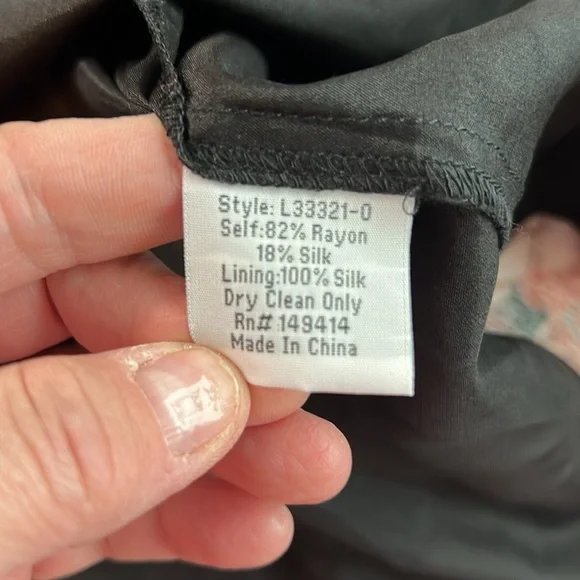 Style: L33321-0
Self:82% Rayon
18% Silk
Lining:100% Silk
Dry Clean Only
Rn# 149414
Made In China